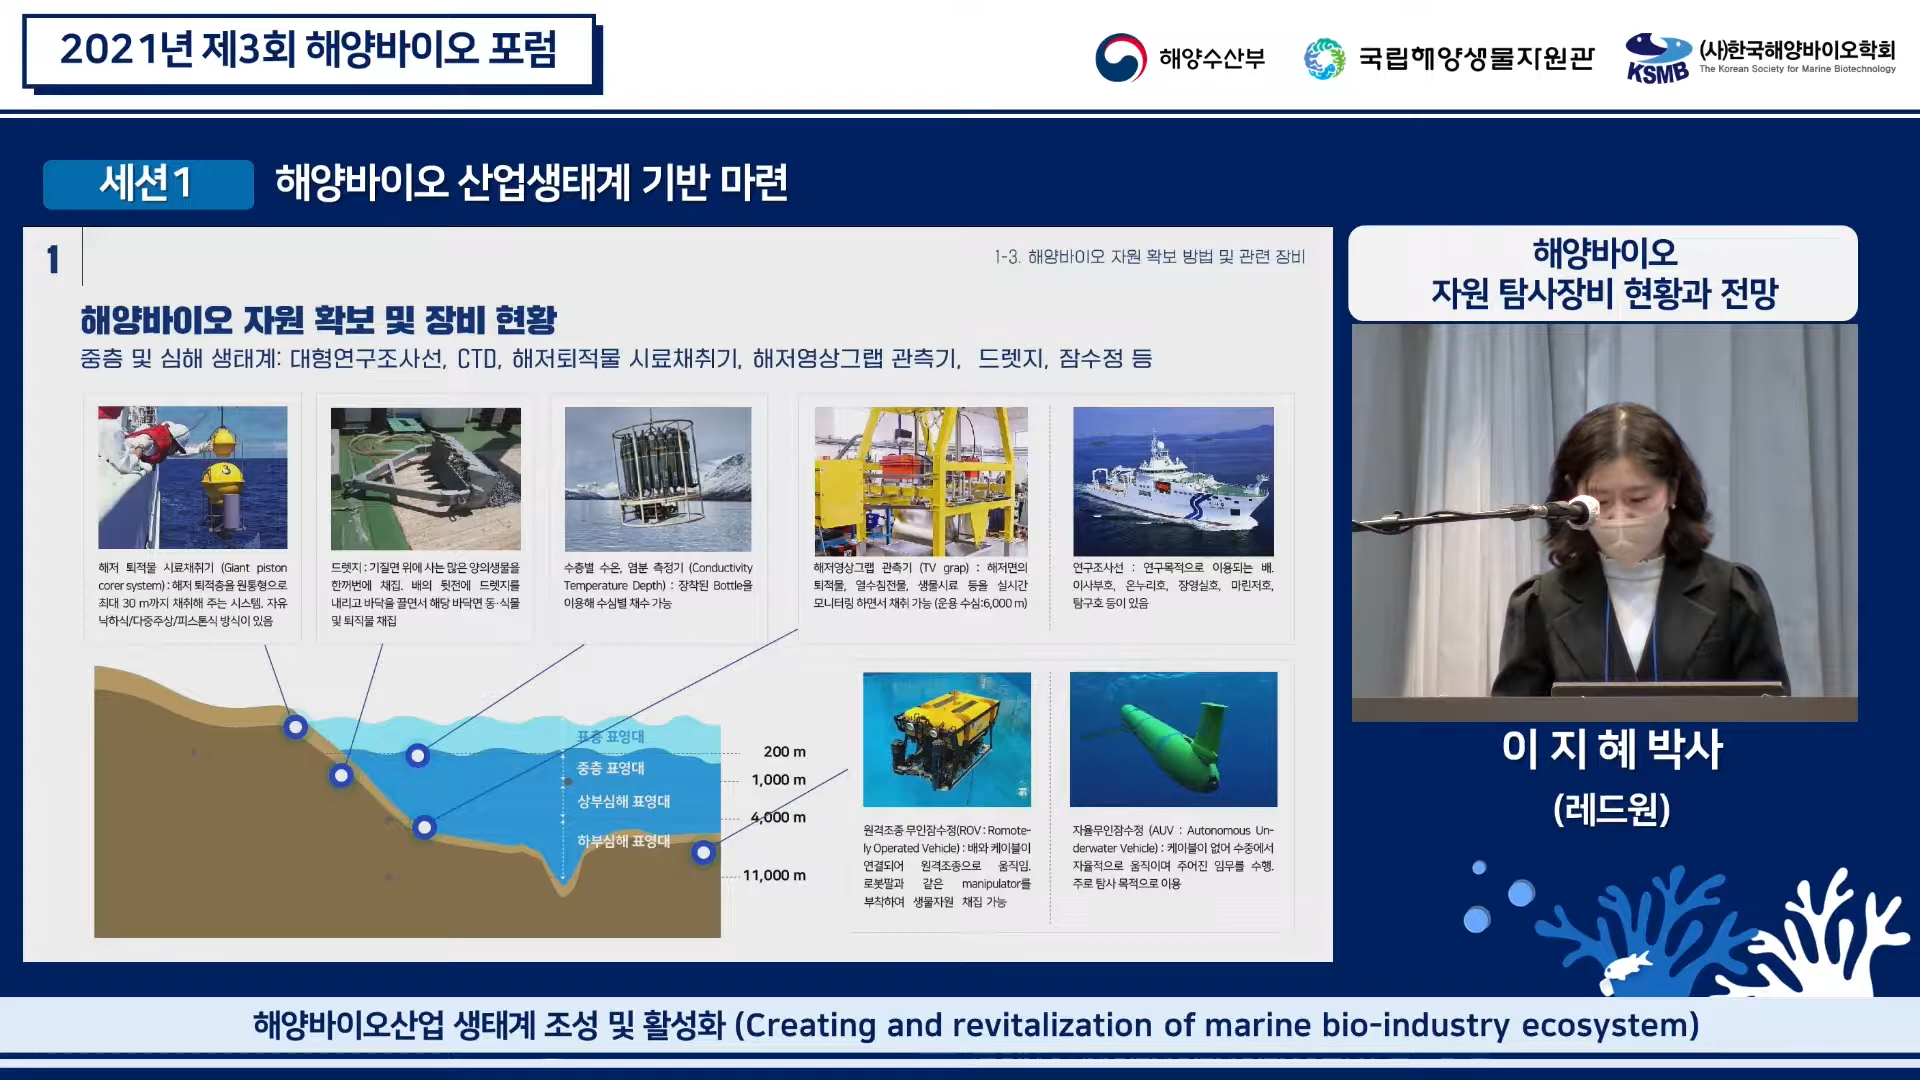 2021년 제3회 해양바이오 포럼
해양수산부
국립해양생물자원관
KSMB
(사)한국해양바이오학회
The Korean Society for Marine Biotechnology
세션1
해양바이오 산업생태계 기반 마련
1
1-3. 해양바이오 자원 확보 방법 및 관련 장비
해양바이오 자원 확보 및 장비 현황
중층 및 심해 생태계: 대형연구조사선, CTD, 해저퇴적물 시료채취기, 해저영상그랩 관측기, 드렛지, 잠수정 등
3
해저 퇴적물 시료채취기 (Giant piston
corer system) : 해저 퇴적층을 원통형으로
최대 30 m까지 채취해 주는 시스템. 자유
낙하식/다중주상/피스톤식 방식이 있음
드렛지 : 기질면 위에 사는 많은 양의생물을
한꺼번에 채집. 배의 뒷전에 드렛지를
내리고 바닥을 끌면서 해당 바닥면 동·식물
및 퇴직물 채집
수층별 수온, 염분 측정기 (Conductivity
Temperature Depth) : 장착된 Bottle을
이용해 수심별 채수 가능
해저영상그랩 관측기 (TV grap) : 해저면의
퇴적물, 열수침전물, 생물시료 등을 실시간
모니터링 하면서 채취 가능 (운용 수심:6,000 m)
연구조사선 : 연구목적으로 이용되는 배.
이사부호, 온누리호, 장영실호, 마린저호,
탐구호 등이 있음
표층 표영대
중층 표영대
상부심해 표영대
하부심해 표영대
200 m
1,000 m
4,000 m
11,000 m
원격조종 무인잠수정(ROV : Romote-
ly Operated Vehicle) : 배와 케이블이
연결되어 원격조종으로 움직임.
로봇팔과 같은 manipulator를
부착하여 생물자원 채집 가능
자율무인잠수정 (AUV : Autonomous Un-
derwater Vehicle) : 케이블이 없어 수중에서
자율적으로 움직이며 주어진 임무를 수행.
주로 탐사 목적으로 이용
해양바이오
자원 탐사장비 현황과 전망
이 지 혜 박사
(레드원)
해양바이오산업 생태계 조성 및 활성화 (Creating and revitalization of marine bio-industry ecosystem)